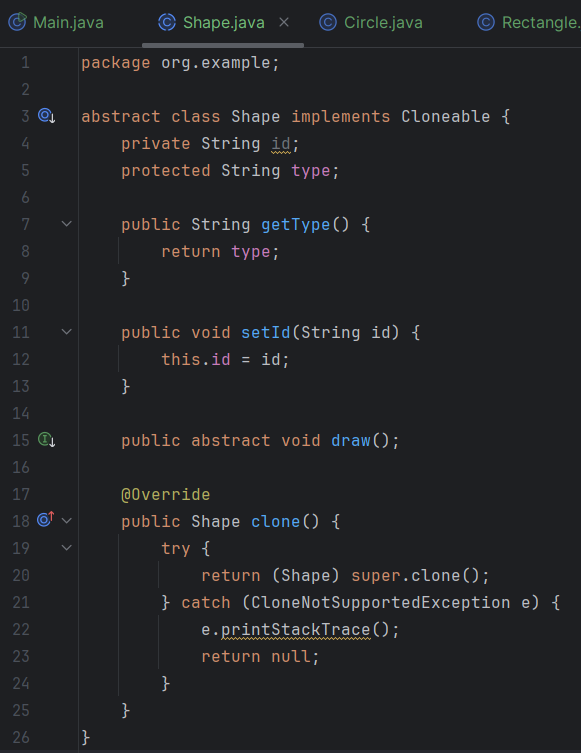 Main.java Shape.java Circle.java Rectangle.
1 package org.example;
2
3 abstract class Shape implements Cloneable {
4     private String id;
5     protected String type;
6
7     public String getType() {
8         return type;
9     }
10
11     public void setId(String id) {
12         this.id = id;
13     }
14
15     public abstract void draw();
16
17     @Override
18     public Shape clone() {
19         try {
20             return (Shape) super.clone();
21         } catch (CloneNotSupportedException e) {
22             e.printStackTrace();
23             return null;
24         }
25     }
26 }